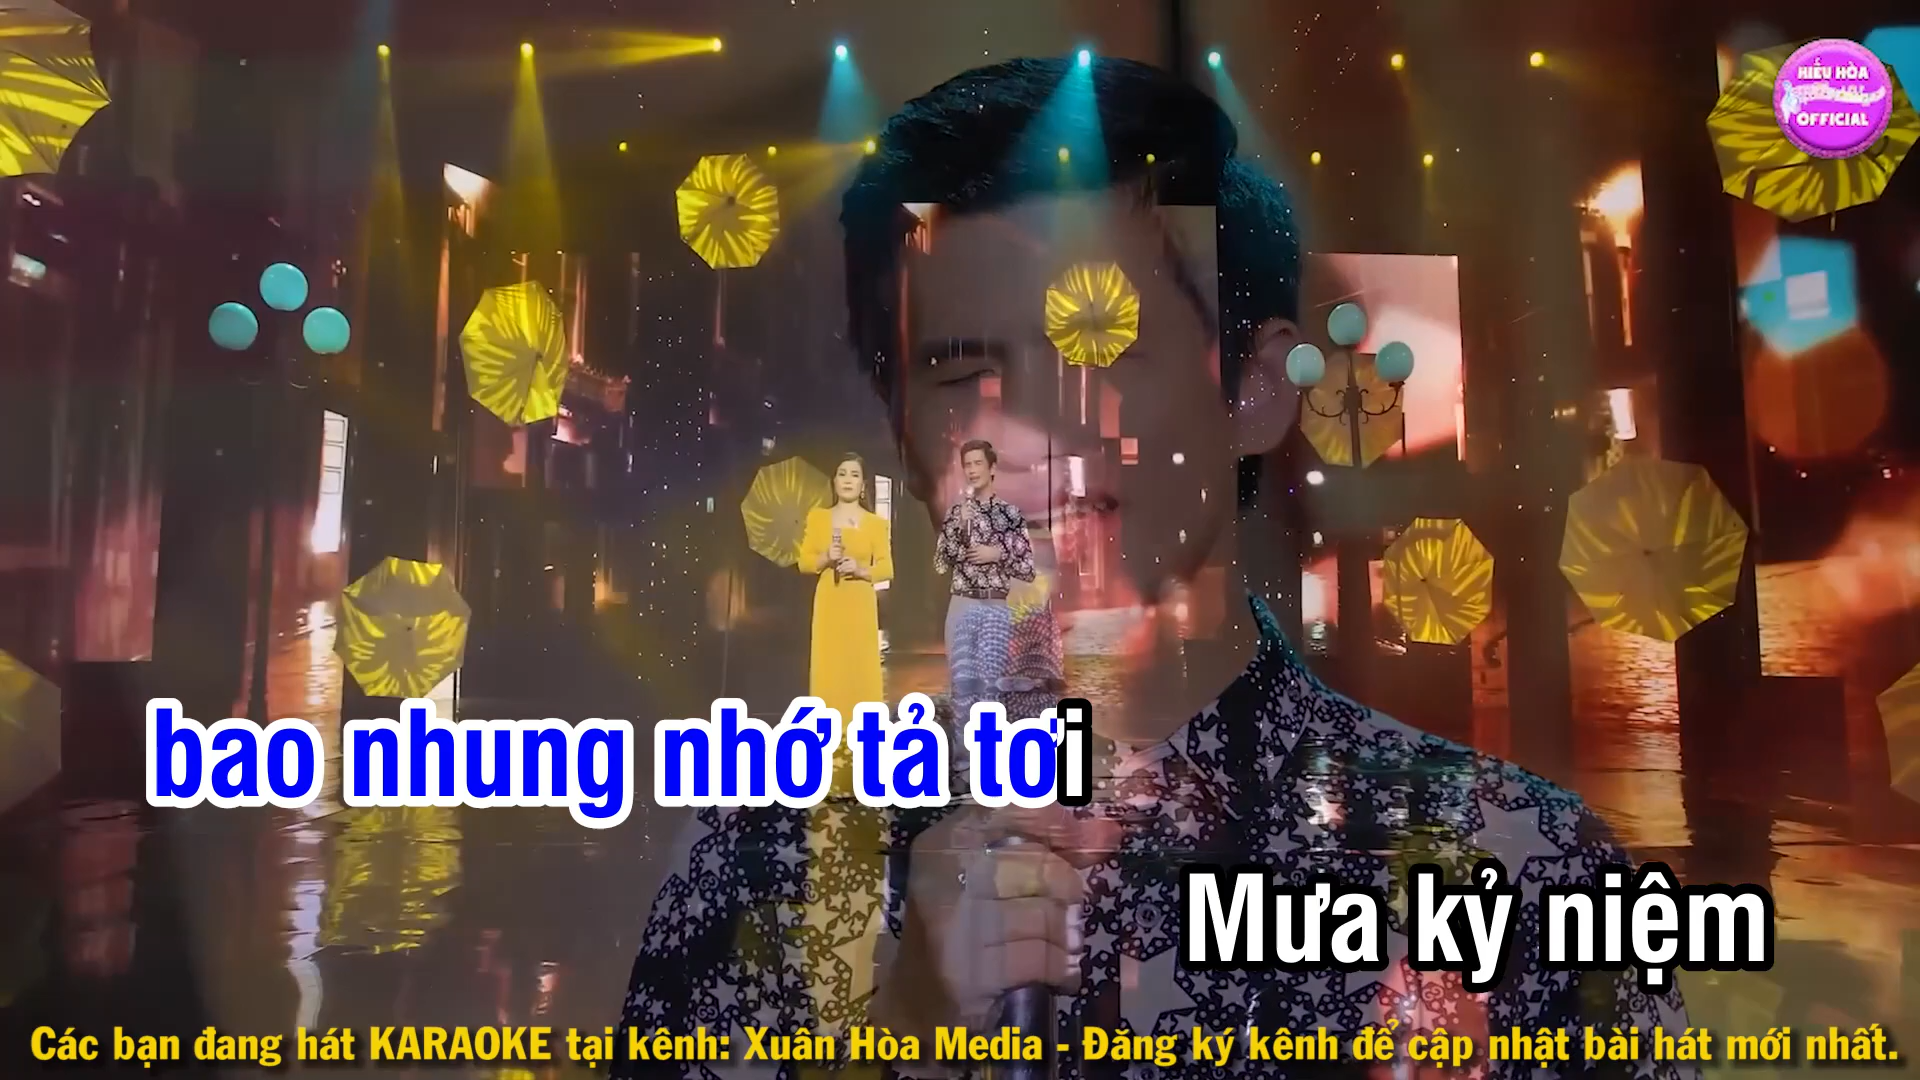 HIẾU HÒA
OFFICIAL
bao nhung nhớ tả tơi
Mưa kỷ niệm
Các bạn đang hát KARAOKE tại kênh: Xuân Hòa Media - Đăng ký kênh để cập nhật bài hát mới nhất.